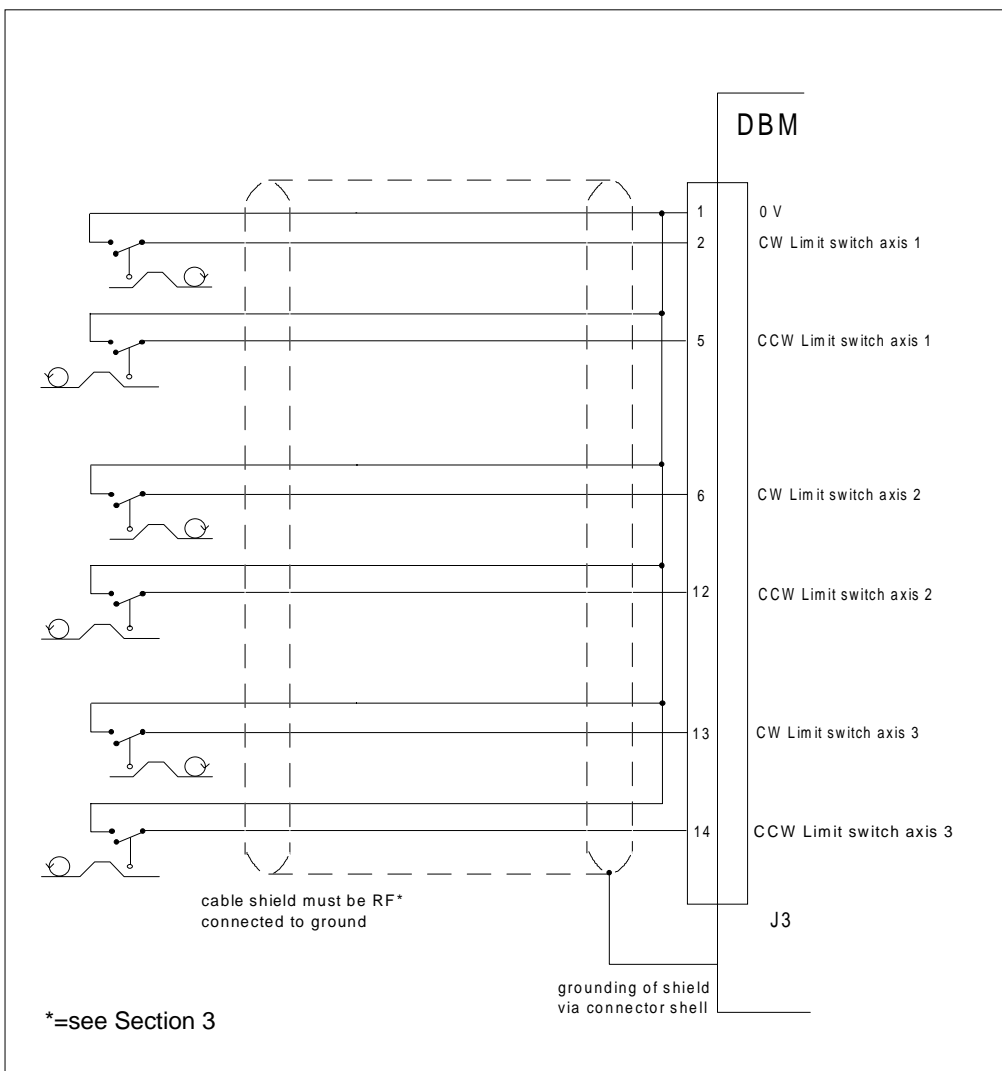 DBM
1 0 V
2 CW Limit switch axis 1
5 CCW Limit switch axis 1
6 CW Limit switch axis 2
12 CCW Limit switch axis 2
13 CW Limit switch axis 3
14 CCW Limit switch axis 3
cable shield must be RF*
connected to ground
J3
grounding of shield
via connector shell
*=see Section 3